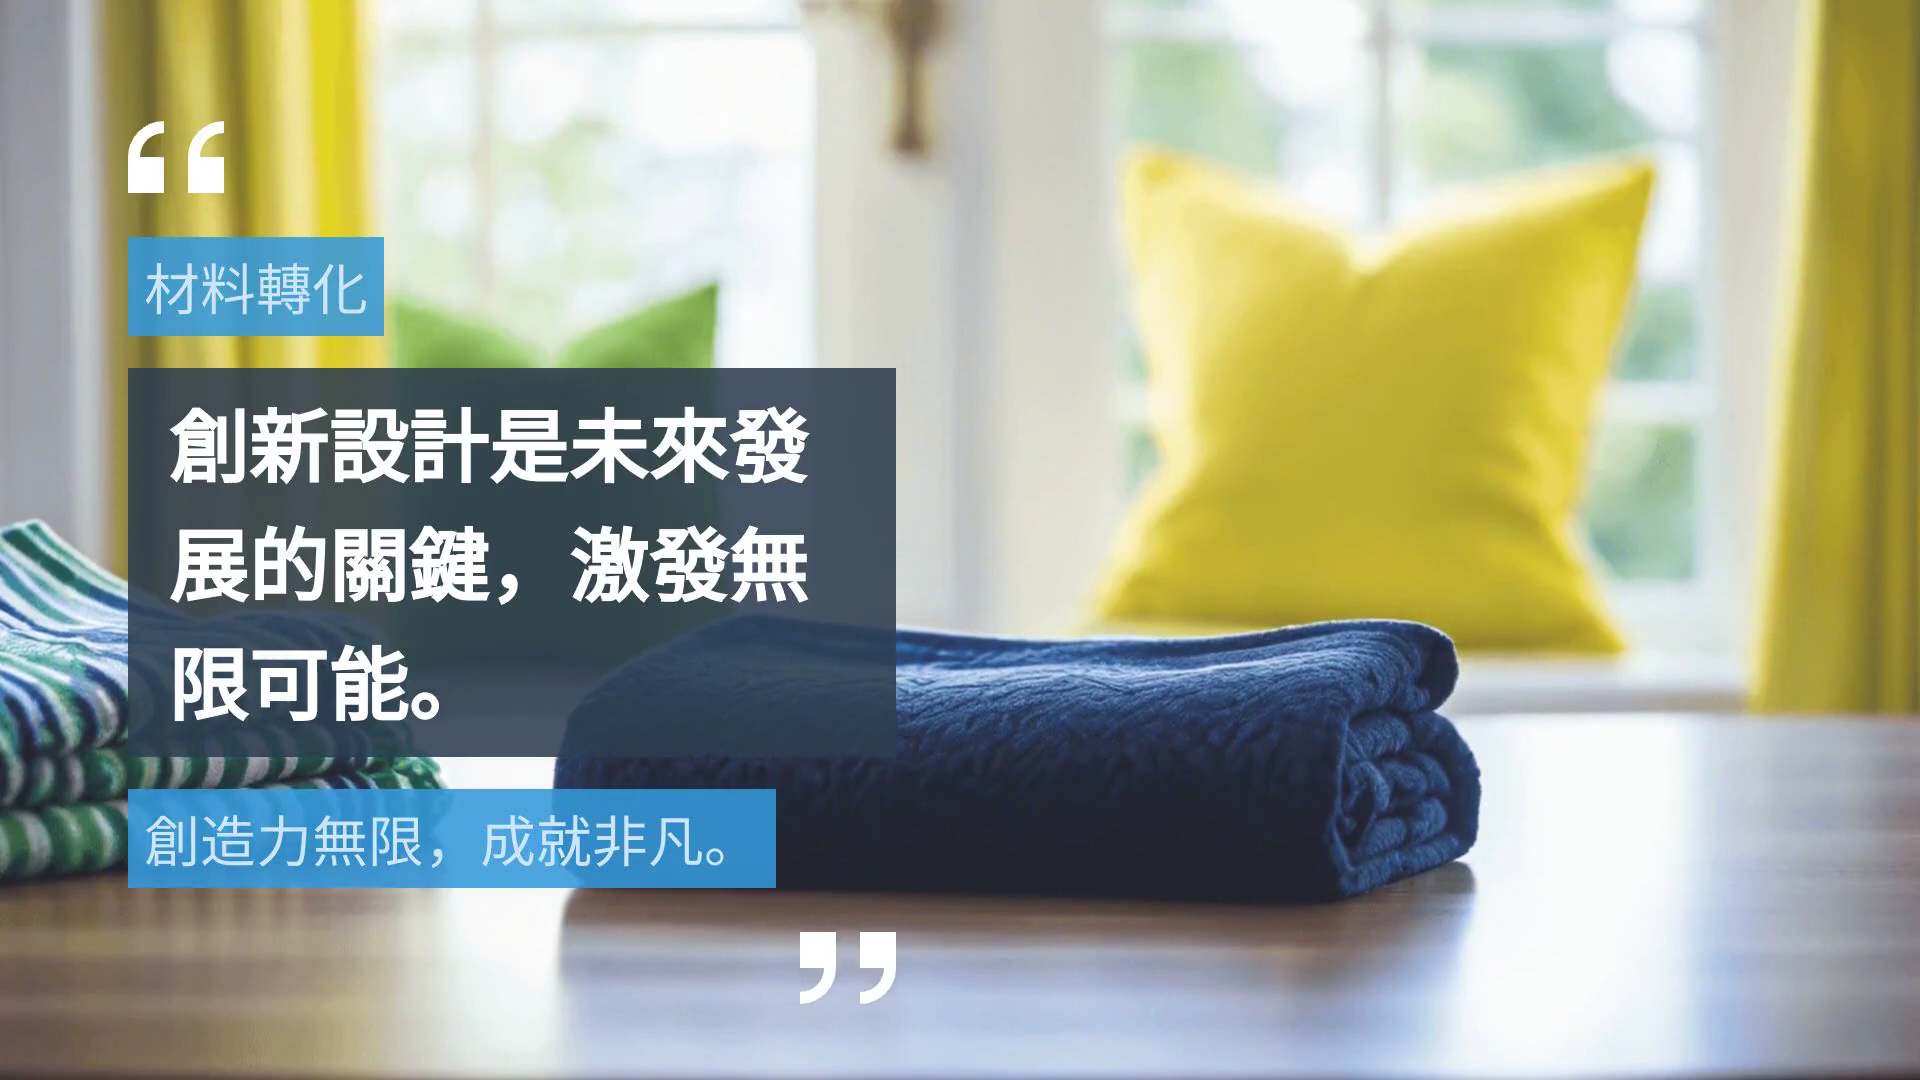 材料轉化
創新設計是未來發
展的關鍵，激發無
限可能。
創造力無限，成就非凡。